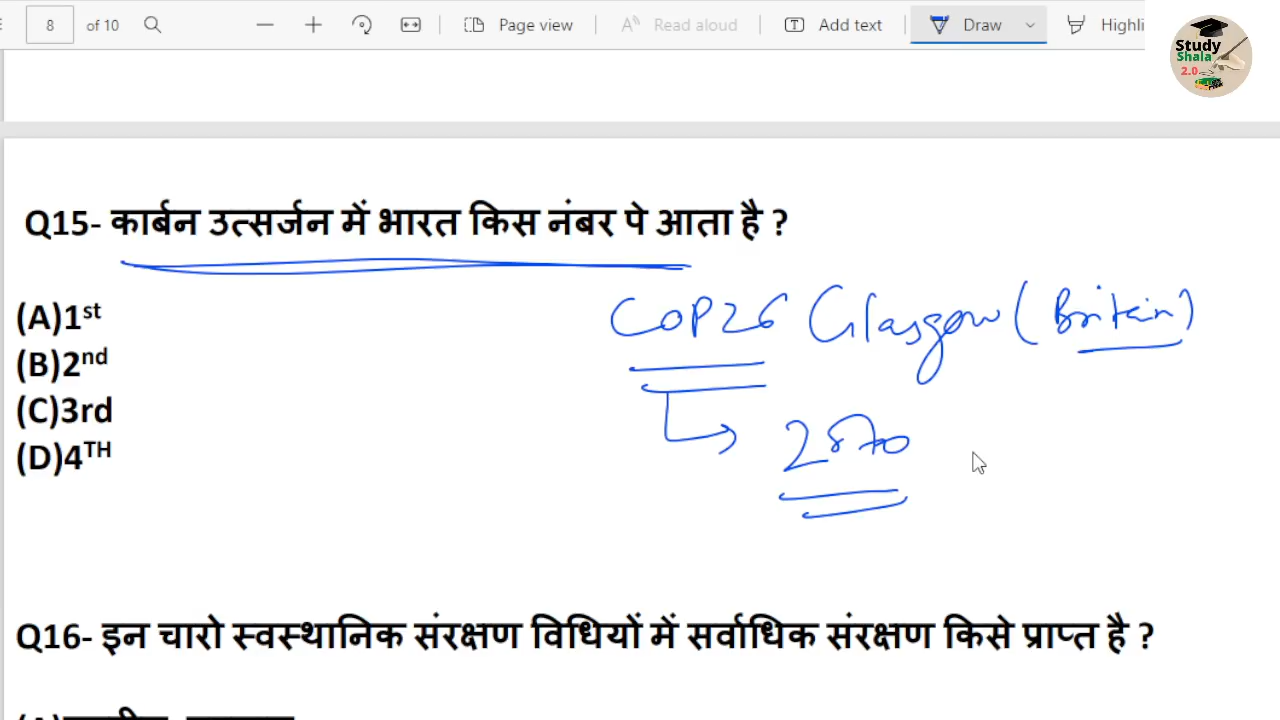 8 of 10 Page view Read aloud Add text Draw Highli
Study
Shala
2.0
Q15- कार्बन उत्सर्जन में भारत किस नंबर पे आता है ?
(A)1st
(B)2nd
(C)3rd
(D)4TH
COP26 Glasgow (Britain)
2070
Q16- इन चारो स्वस्थानिक संरक्षण विधियों में सर्वाधिक संरक्षण किसे प्राप्त है ?